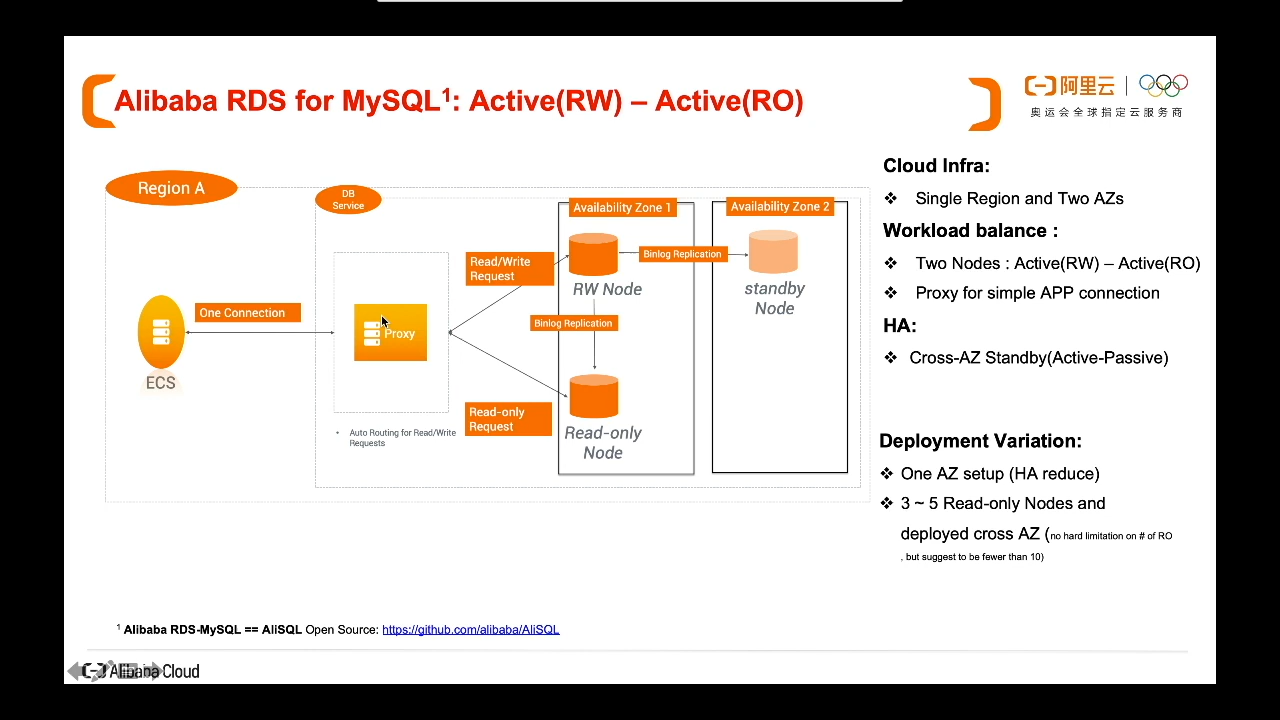 Alibaba RDS for MySQL¹: Active(RW) – Active(RO)
阿里云
奥运会全球指定云服务商
Region A
DB
Service
Availability Zone 1
Availability Zone 2
Read/Write
Request
Binlog Replication
RW Node
standby
Node
One Connection
Proxy
Binlog Replication
ECS
Read-only
Request
Read-only
Node
• Auto Routing for Read/Write
Requests
Cloud Infra:
❖ Single Region and Two AZs
Workload balance :
❖ Two Nodes : Active(RW) – Active(RO)
❖ Proxy for simple APP connection
HA:
❖ Cross-AZ Standby(Active-Passive)
Deployment Variation:
❖ One AZ setup (HA reduce)
❖ 3 ~ 5 Read-only Nodes and
deployed cross AZ (no hard limitation on # of RO
, but suggest to be fewer than 10)
¹ Alibaba RDS-MySQL == AliSQL Open Source: https://github.com/alibaba/AliSQL
Alibaba Cloud